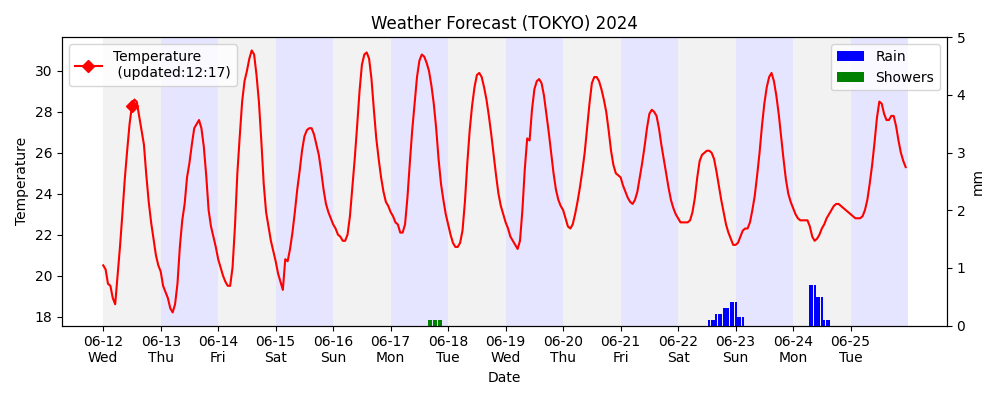 Weather Forecast (TOKYO) 2024
Temperature
(updated:12:17)
Rain
Showers
Temperature
30
28
26
24
22
20
18
5
4
3
2
1
0
mm
06-12 06-13 06-14 06-15 06-16 06-17 06-18 06-19 06-20 06-21 06-22 06-23 06-24 06-25
Wed Thu Fri Sat Sun Mon Tue Wed Thu Fri Sat Sun Mon Tue
Date